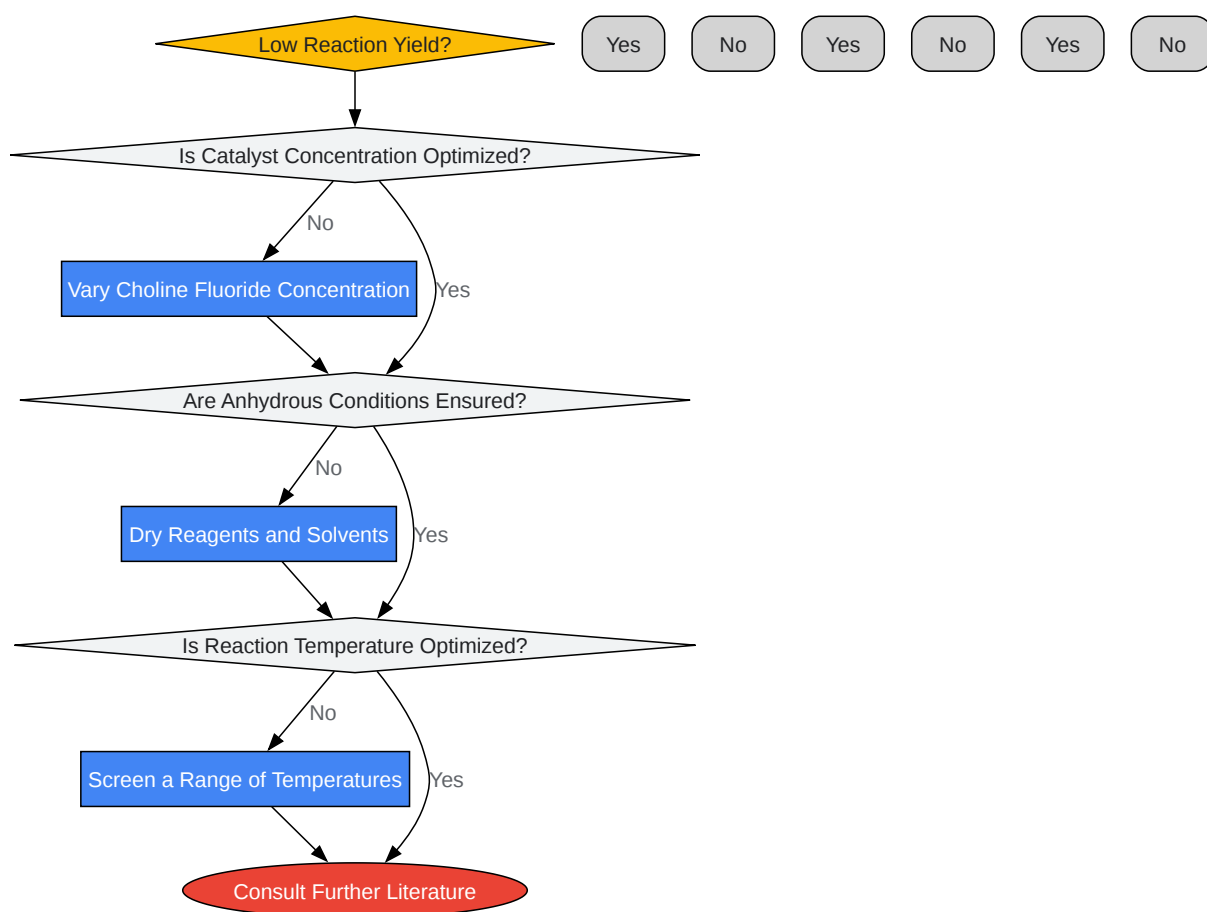 Low Reaction Yield?
Yes
No
Yes
No
Yes
No
Is Catalyst Concentration Optimized?
No
Vary Choline Fluoride Concentration
Yes
Are Anhydrous Conditions Ensured?
No
Dry Reagents and Solvents
Yes
Is Reaction Temperature Optimized?
No
Screen a Range of Temperatures
Yes
Consult Further Literature